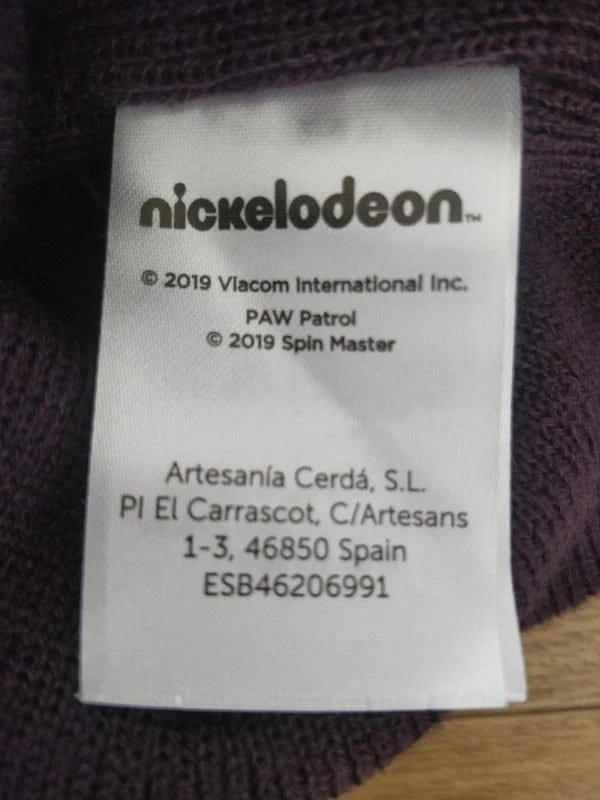 nickelodeon™
© 2019 Viacom International Inc.
PAW Patrol
© 2019 Spin Master
Artesanía Cerdá, S.L.
Pl El Carrascot, C/Artesans
1-3, 46850 Spain
ESB46206991